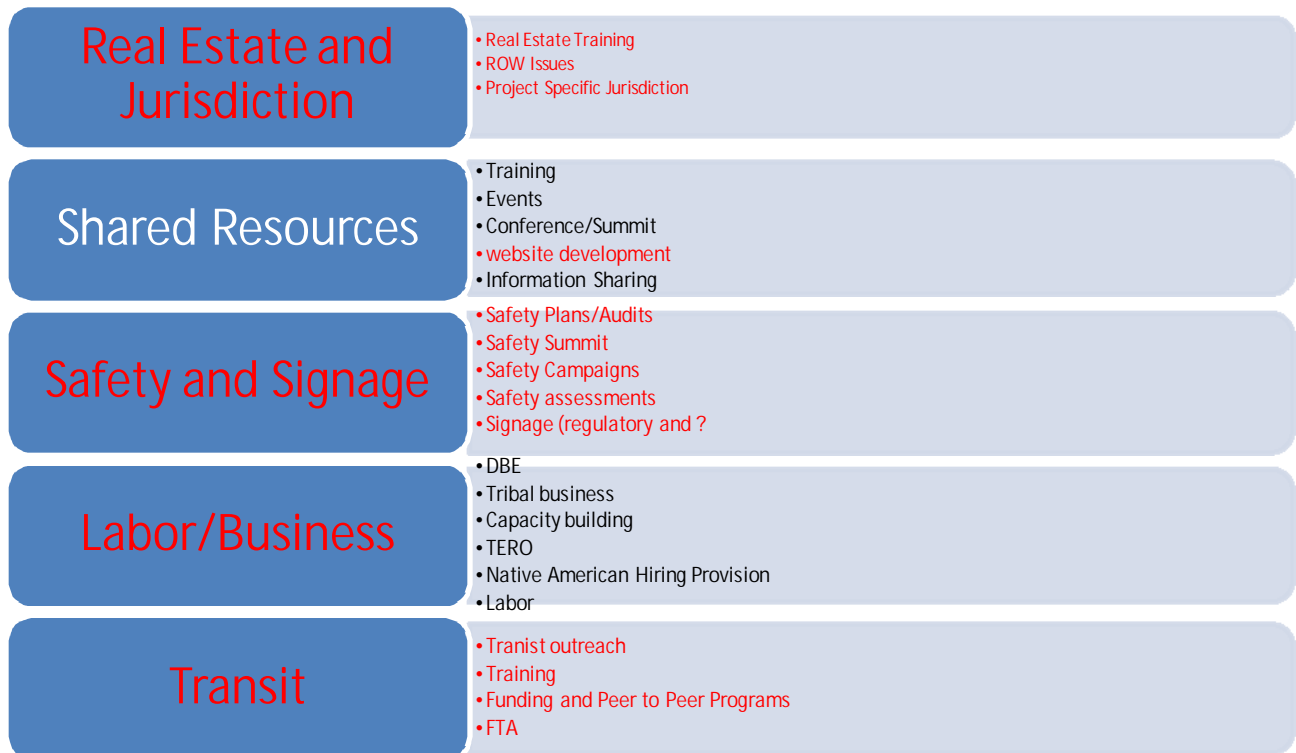 Real Estate and
Jurisdiction
• Real Estate Training
• ROW Issues
• Project Specific Jurisdiction
Shared Resources
• Training
• Events
• Conference/Summit
• website development
• Information Sharing
Safety and Signage
• Safety Plans/Audits
• Safety Summit
• Safety Campaigns
• Safety assessments
• Signage (regulatory and ?
Labor/Business
• DBE
• Tribal business
• Capacity building
• TERO
• Native American Hiring Provision
• Labor
Transit
• Tranist outreach
• Training
• Funding and Peer to Peer Programs
• FTA